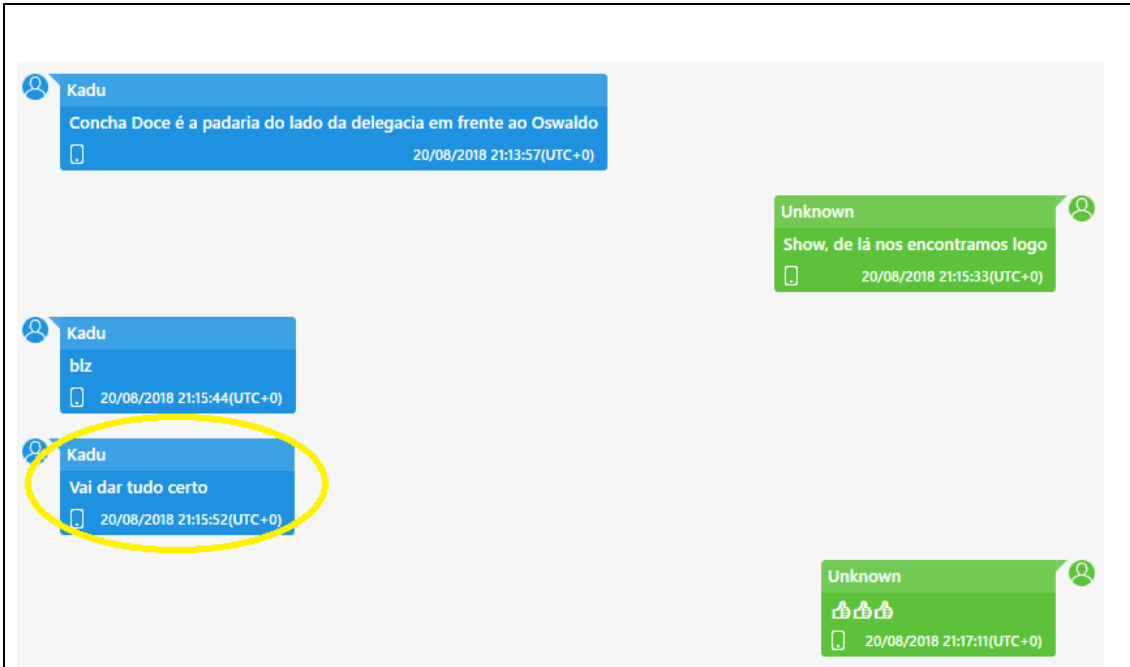 Kadu
Concha Doce é a padaria do lado da delegacia em frente ao Oswaldo
20/08/2018 21:13:57(UTC+0)
Unknown
Show, de lá nos encontramos logo
20/08/2018 21:15:33(UTC+0)
Kadu
blz
20/08/2018 21:15:44(UTC+0)
Kadu
Vai dar tudo certo
20/08/2018 21:15:52(UTC+0)
Unknown
👍👍👍
20/08/2018 21:17:11(UTC+0)